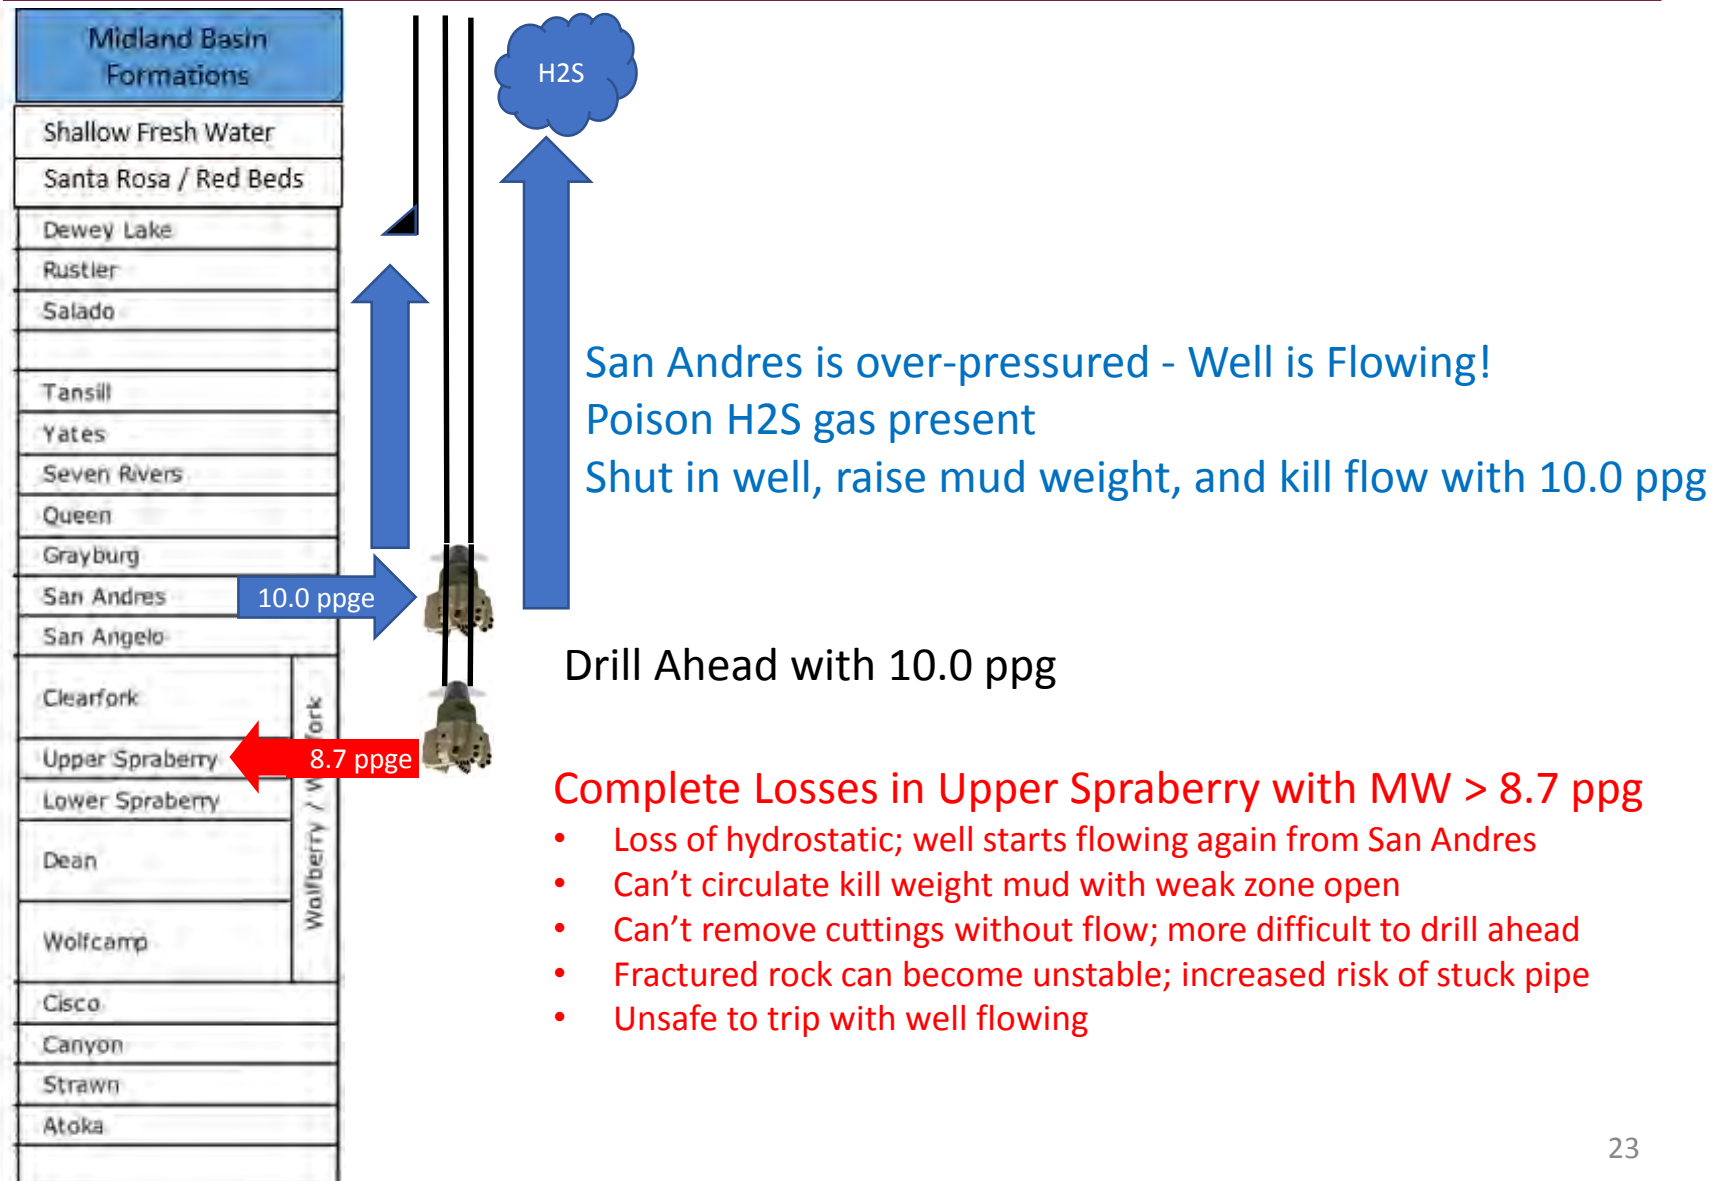 Midland Basin
Formations
Shallow Fresh Water
Santa Rosa / Red Beds
Dewey Lake
Rustler
Salado
Tansill
Yates
Seven Rivers
Queen
Grayburg
San Andres
San Angelo
Clearfork
Upper Spraberry
Lower Spraberry
Dean
Wolfcamp
Cisco
Canyon
Strawn
Atoka
Wolfberry / W fork
H2S
10.0 ppge
8.7 ppge
San Andres is over-pressured - Well is Flowing!
Poison H2S gas present
Shut in well, raise mud weight, and kill flow with 10.0 ppg
Drill Ahead with 10.0 ppg
Complete Losses in Upper Spraberry with MW > 8.7 ppg
• Loss of hydrostatic; well starts flowing again from San Andres
• Can’t circulate kill weight mud with weak zone open
• Can’t remove cuttings without flow; more difficult to drill ahead
• Fractured rock can become unstable; increased risk of stuck pipe
• Unsafe to trip with well flowing
23